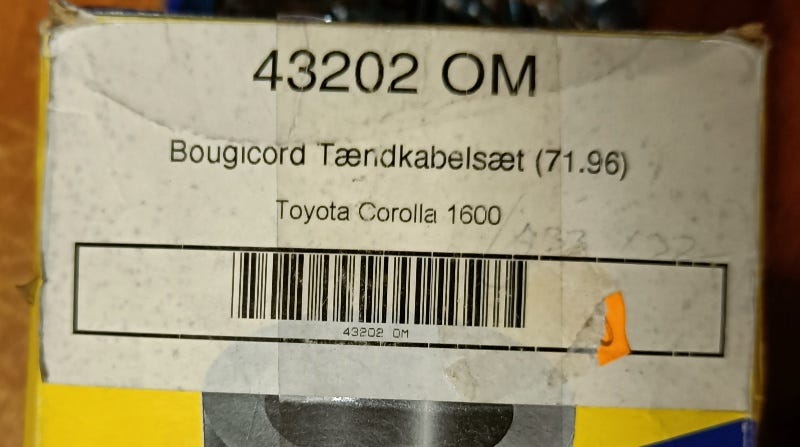 43202 OM
Bougicord Tændkabelsæt (71.96)
Toyota Corolla 1600
43202 OM